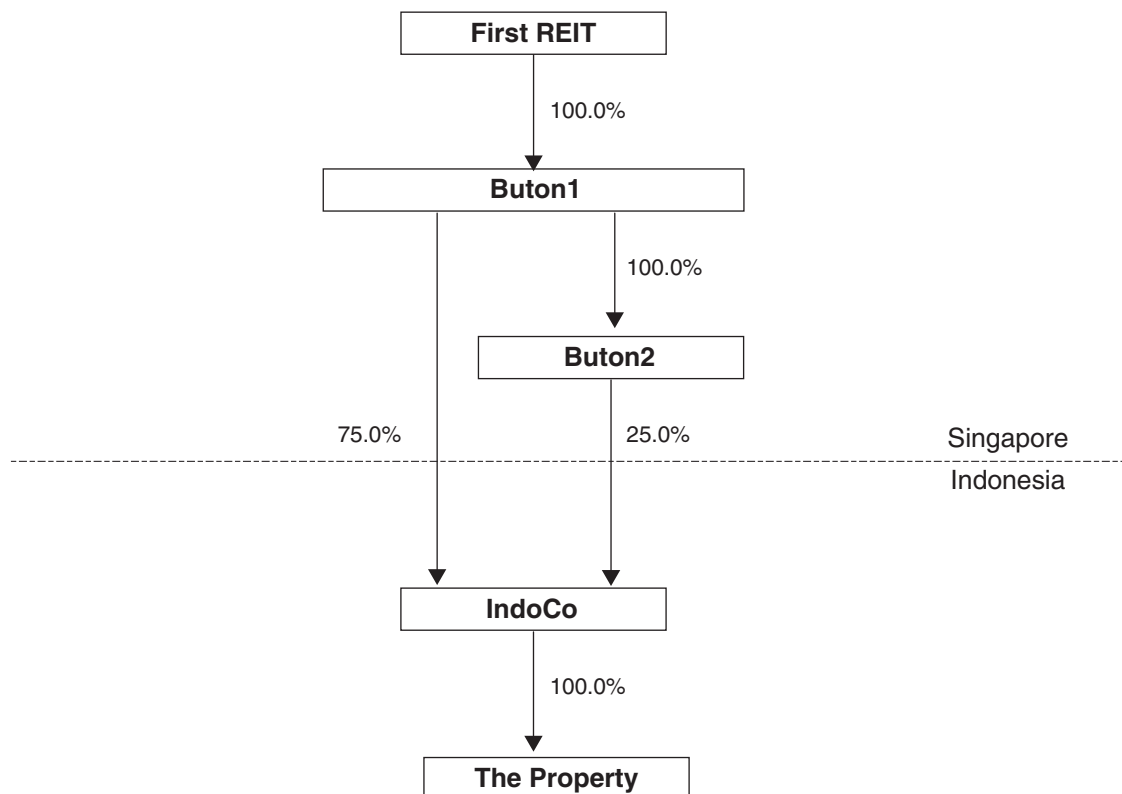 First REIT
100.0%
Buton1
100.0%
Buton2
75.0%
25.0%
Singapore
Indonesia
IndoCo
100.0%
The Property